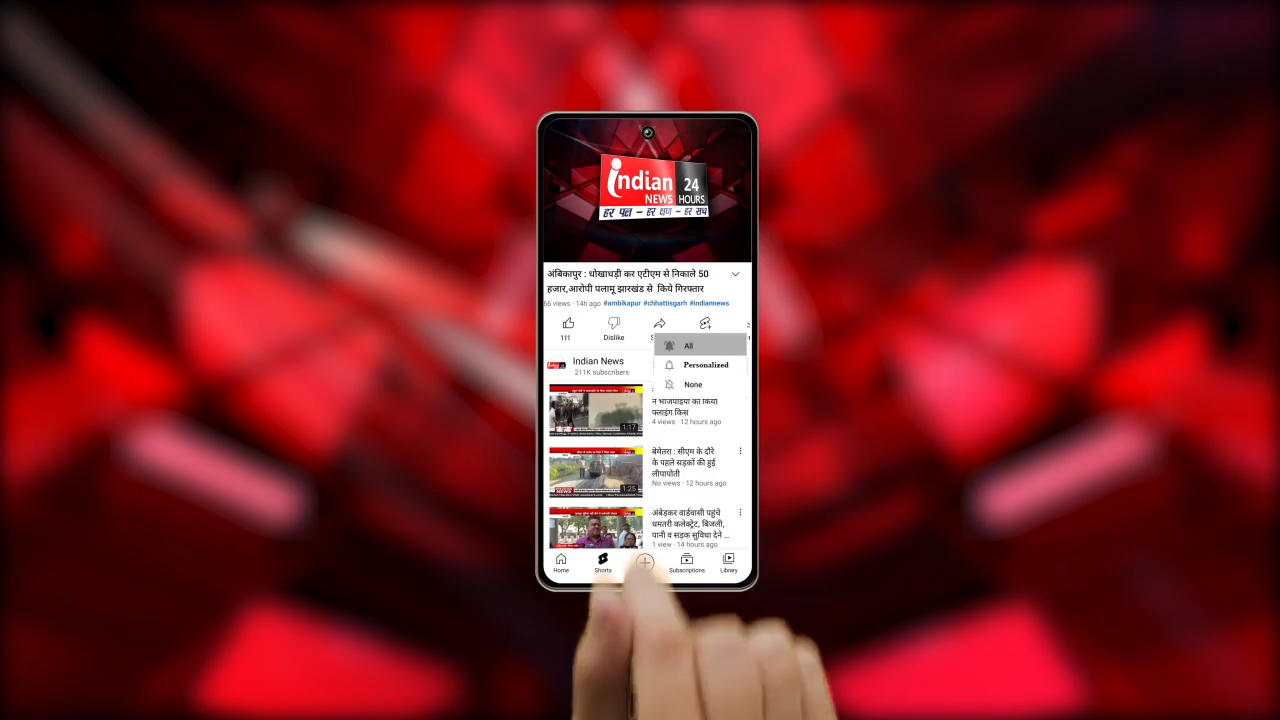 indian
NEWS
24
HOURS
हर पल – हर क्षण – हर सच
अंबिकापुर : धोखाधड़ी कर एटीएम से निकाले 50
हजार,आरोपी पलामू झारखंड से किये गिरफ्तार
66 views · 14h ago #ambikapur #chhattisgarh #indiannews
111
Dislike
All
Personalized
None
Indian News
211K subscribers
1:17
न भाजपाइयों को किया
फ्लाइंग किस
4 views · 12 hours ago
1:25
बेमेतरा : सीएम के दौरे
के पहले सड़कों की हुई
लीपापोती
No views · 12 hours ago
अंबेडकर वार्डवासी पहुंचे
धमतरी कलेक्ट्रेट, बिजली,
पानी व सड़क सुविधा देने ...
1 view · 14 hours ago
Home
Shorts
Subscriptions
Library